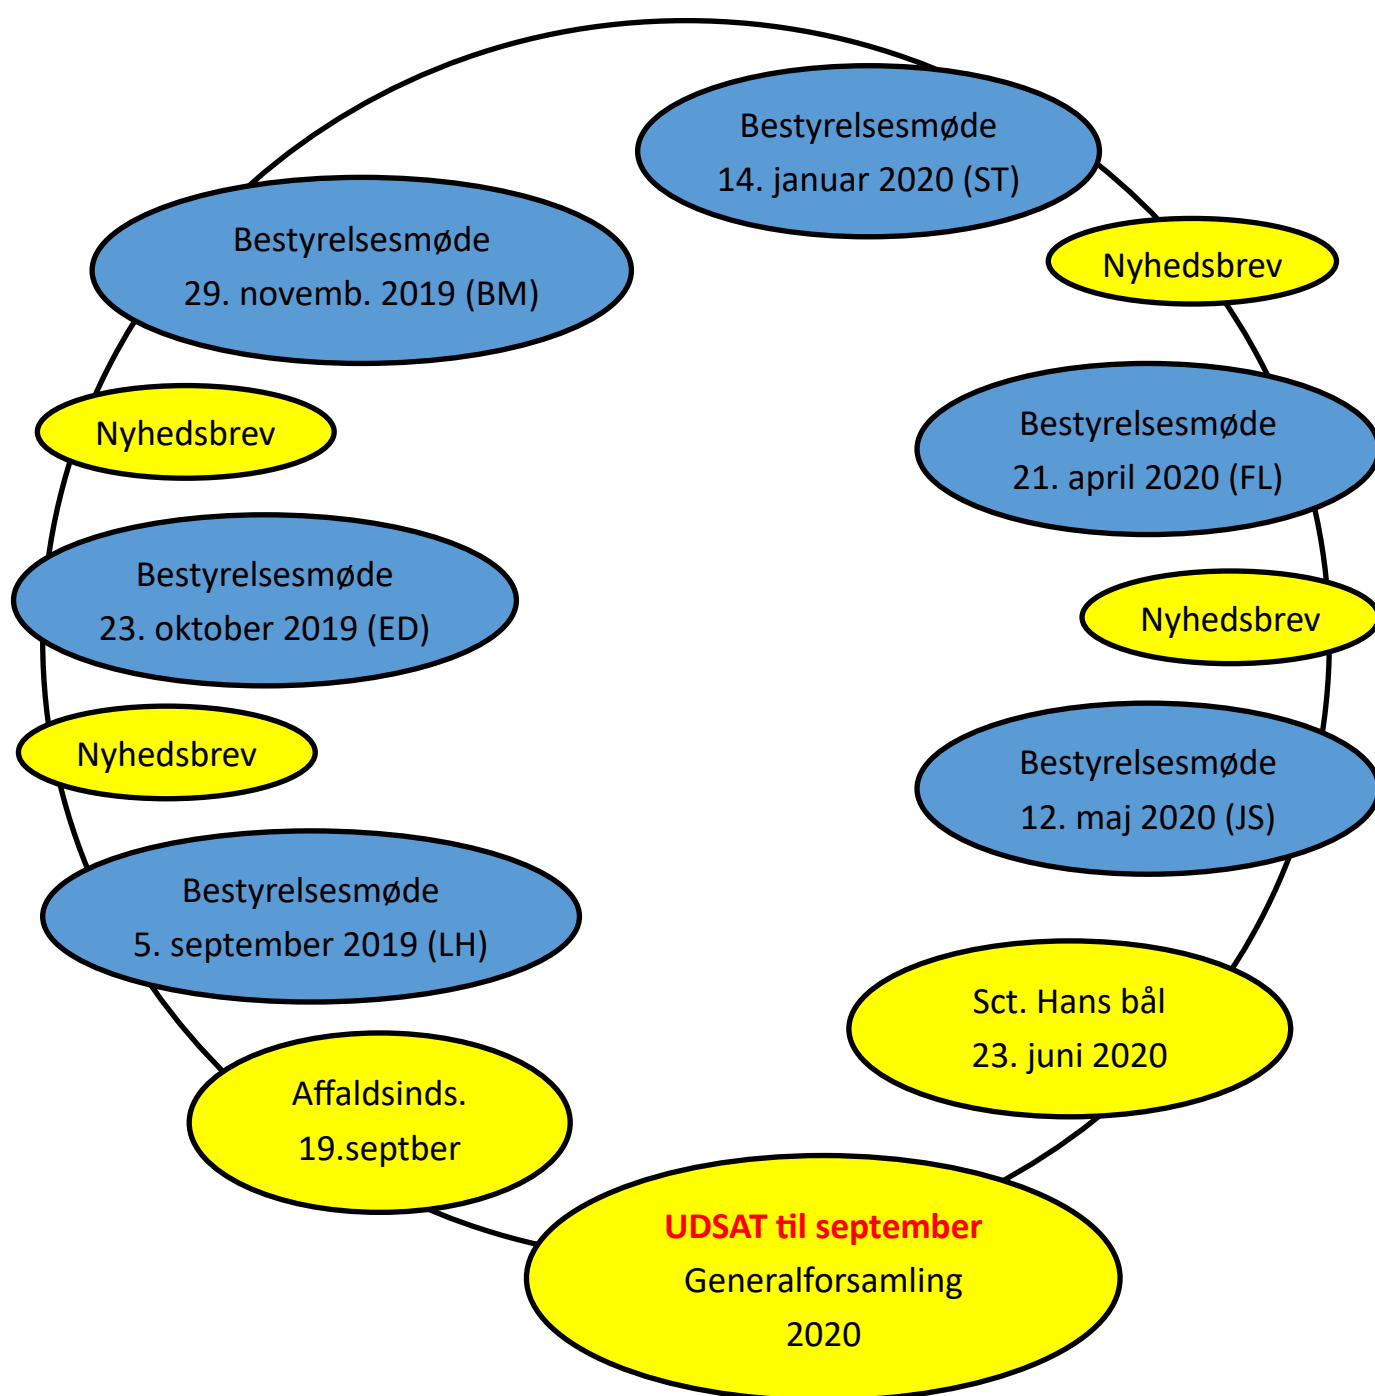 Bestyrelsesmøde
14. januar 2020 (ST)
Nyhedsbrev
Bestyrelsesmøde
21. april 2020 (FL)
Nyhedsbrev
Bestyrelsesmøde
12. maj 2020 (JS)
Sct. Hans bål
23. juni 2020
UDSAT til september
Generalforsamling
2020
Affaldsinds.
19.septber
Bestyrelsesmøde
5. september 2019 (LH)
Nyhedsbrev
Bestyrelsesmøde
23. oktober 2019 (ED)
Nyhedsbrev
Bestyrelsesmøde
29. novemb. 2019 (BM)